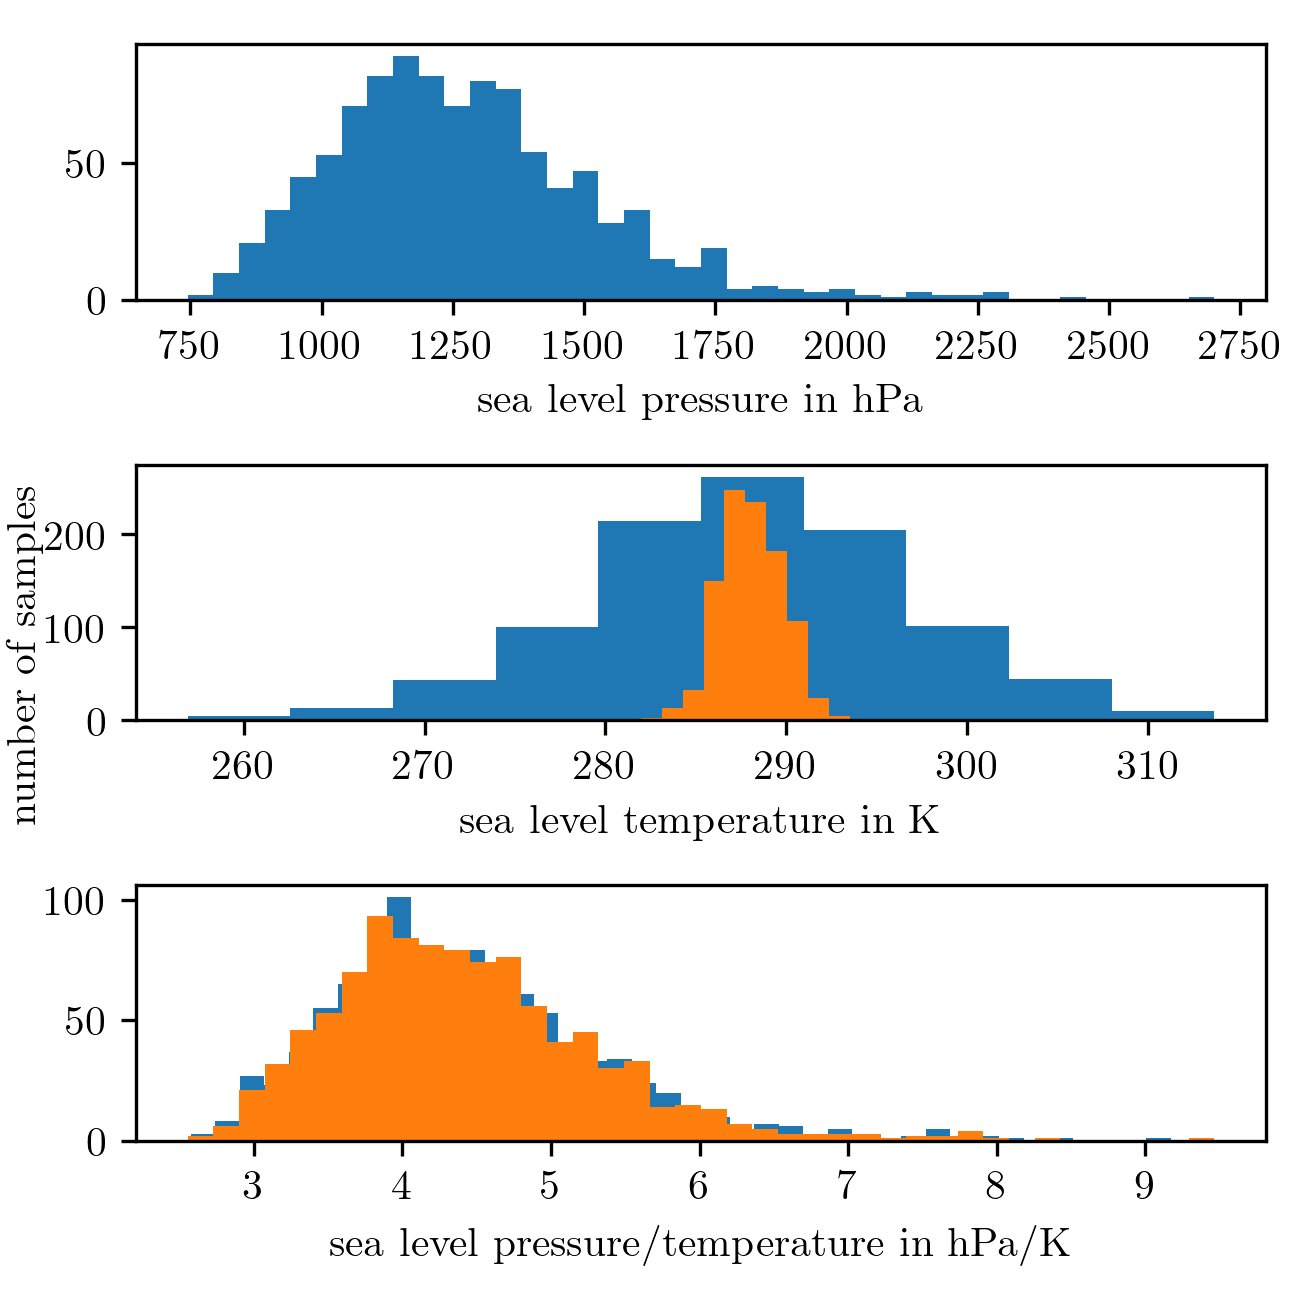 50
0
750 1000 1250 1500 1750 2000 2250 2500 2750
sea level pressure in hPa
number of samples
200
100
0
260 270 280 290 300 310
sea level temperature in K
100
50
0
3 4 5 6 7 8 9
sea level pressure/temperature in hPa/K